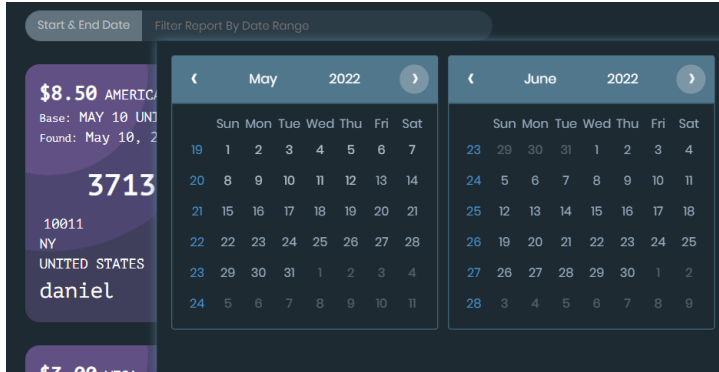 Start & End Date Filter Report By Date Range
‹ May 2022 › ‹ June 2022 ›
Sun Mon Tue Wed Thu Fri Sat Sun Mon Tue Wed Thu Fri Sat
19 1 2 3 4 5 6 7 23 29 30 31 1 2 3 4
20 8 9 10 11 12 13 14 24 5 6 7 8 9 10 11
21 15 16 17 18 19 20 21 25 12 13 14 15 16 17 18
22 22 23 24 25 26 27 28 26 19 20 21 22 23 24 25
23 29 30 31 1 2 3 4 27 26 27 28 29 30 1 2
24 5 6 7 8 9 10 11 28 3 4 5 6 7 8 9
$8.50 AMERICA
Base: MAY 10 UNI
Found: May 10, 2
3713
10011
NY
UNITED STATES
daniel